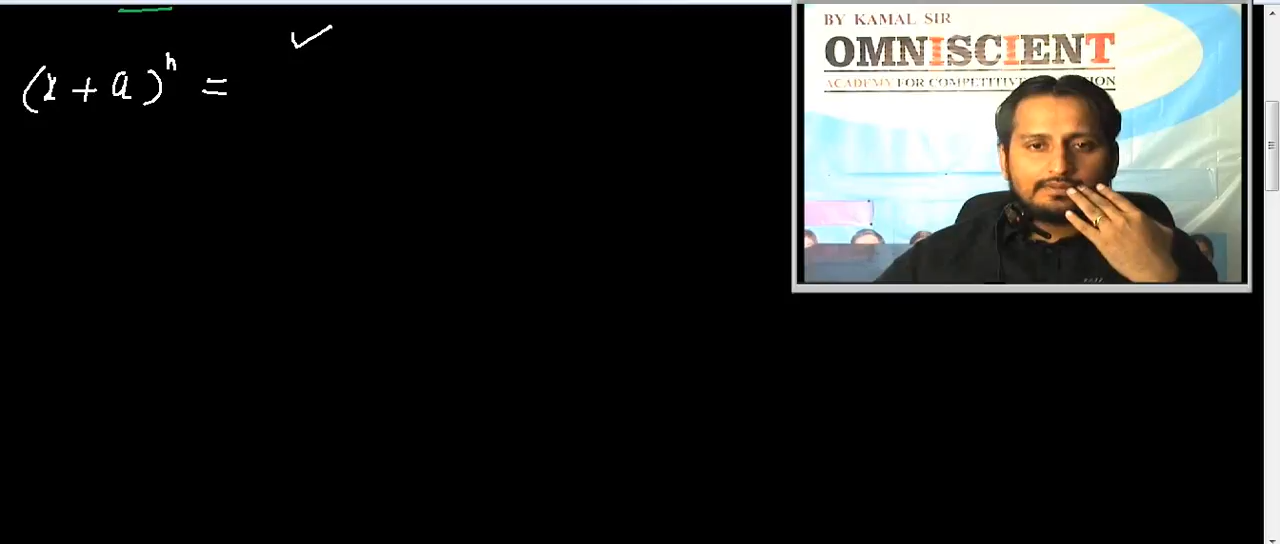 BY KAMAL SIR
OMNISCIENT
ACADEMY FOR COMPETITIVE
(x + a)ⁿ =